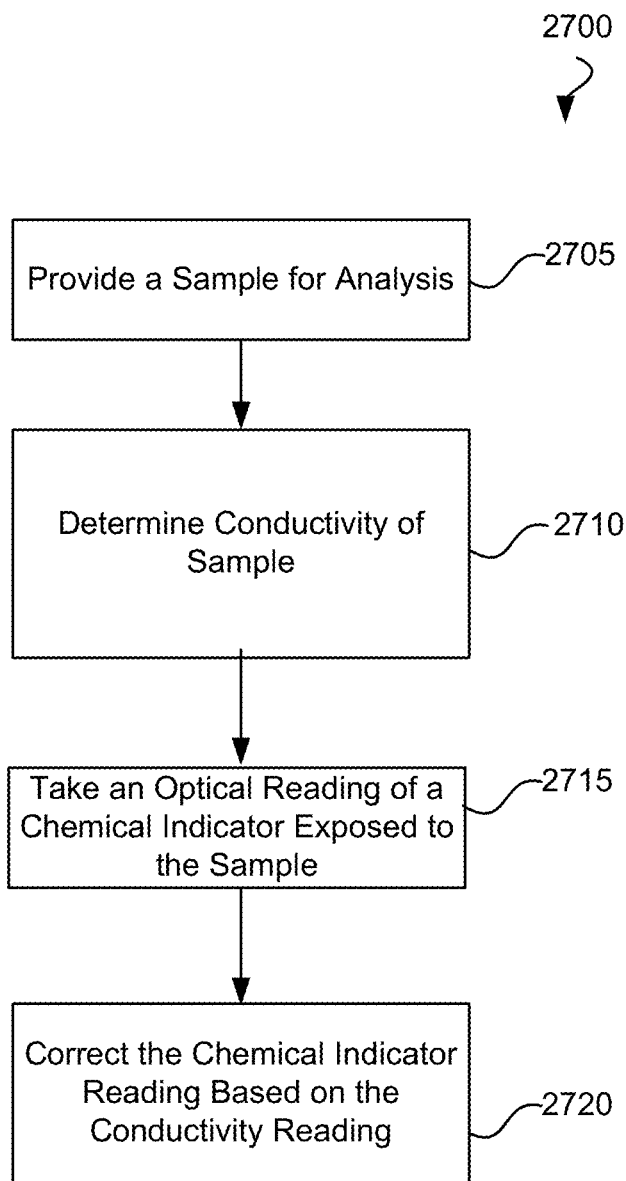 2700
Provide a Sample for Analysis
2705
Determine Conductivity of
Sample
2710
Take an Optical Reading of a
Chemical Indicator Exposed to
the Sample
2715
Correct the Chemical Indicator
Reading Based on the
Conductivity Reading
2720